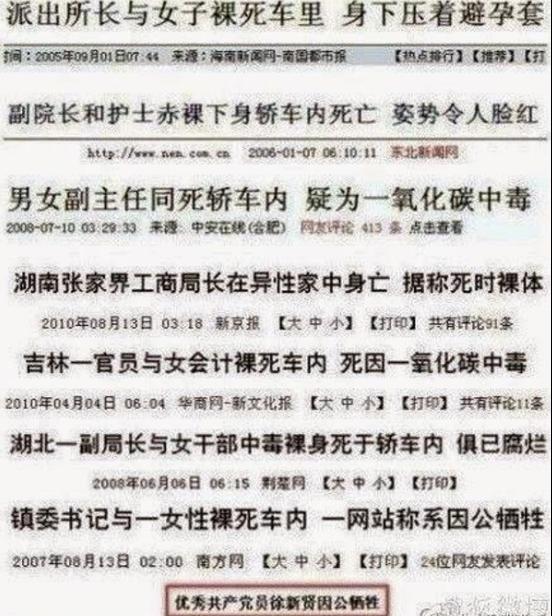 派出所长与女子裸死车里 身下压着避孕套
时间：2005年09月01日07:44 来源：海南新闻网-南国都市报 【热点排行】【推荐】【打
副院长和护士赤裸下身轿车内死亡 姿势令人脸红
http://www.nen.com.cn 2006-01-07 06:10:11 东北新闻网
男女副主任同死轿车内 疑为一氧化碳中毒
2008-07-10 03:29:33 来源：中安在线(合肥) 网友评论 413 条 点击查看
湖南张家界工商局长在异性家中身亡 据称死时裸体
2010年08月13日 03:18 新京报 【大 中 小】 【打印】 共有评论91条
吉林一官员与女会计裸死车内 死因一氧化碳中毒
2010年04月04日 06:04 华商网-新文化报 【大 中 小】 【打印】 共有评论11条
湖北一副局长与女干部中毒裸身死于轿车内 俱已腐烂
2008年06月06日 06:15 荆楚网 【大 中 小】 【打印】
镇委书记与一女性裸死车内 一网站称系因公牺牲
2007年08月13日 02:00 南方网 【大 中 小】 【打印】 24位网友发表评论
优秀共产党员徐新贤因公牺牲